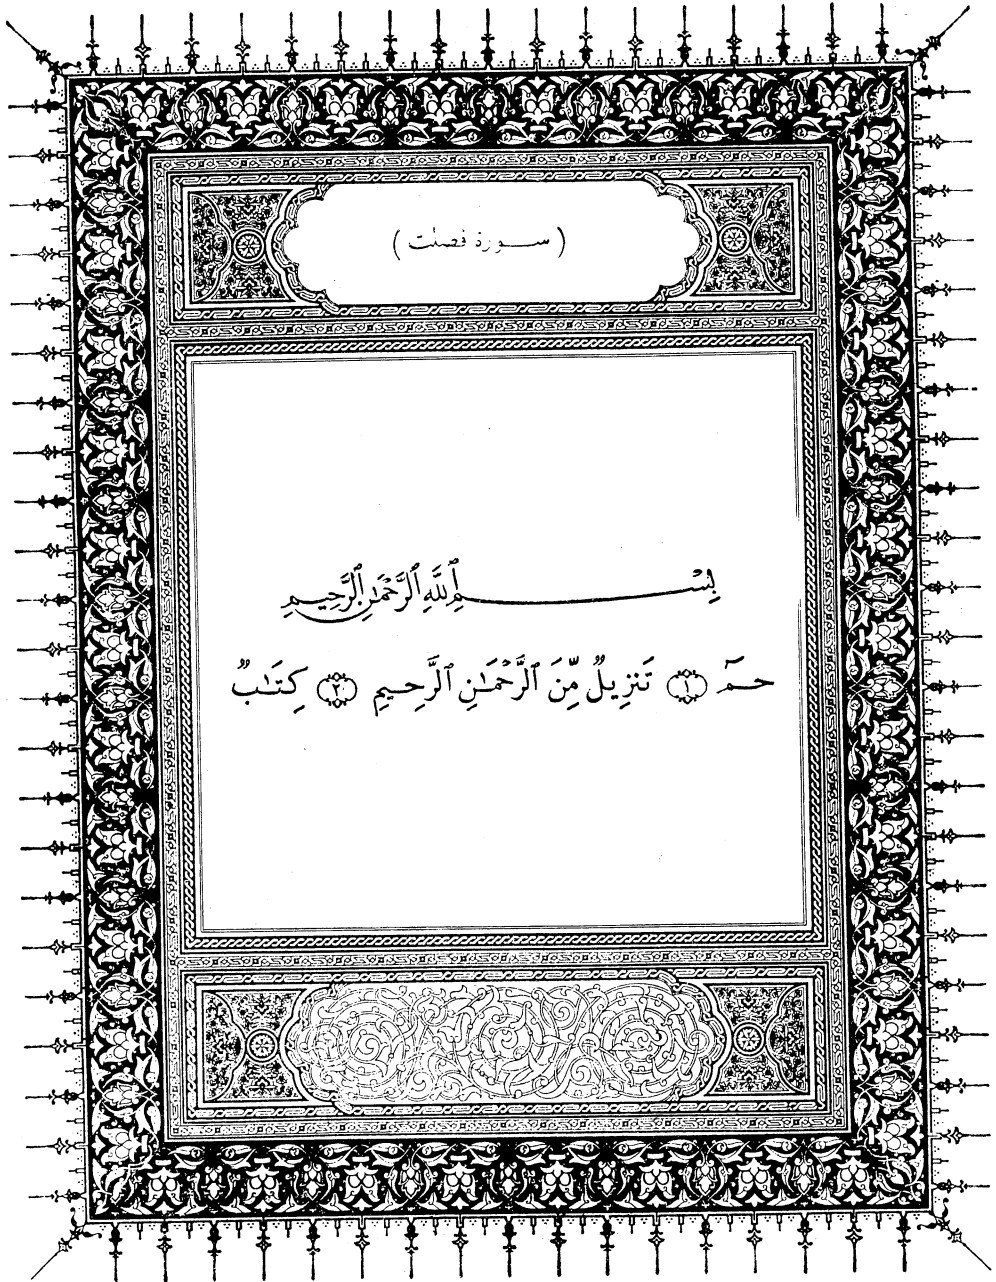 ( سورة فصلت )
بِسْمِ ٱللَّهِ ٱلرَّحْمَٰنِ ٱلرَّحِيمِ
حمٓ ١ تَنزِيلٌ مِّنَ ٱلرَّحْمَٰنِ ٱلرَّحِيمِ ٢ كِتَٰبٌ